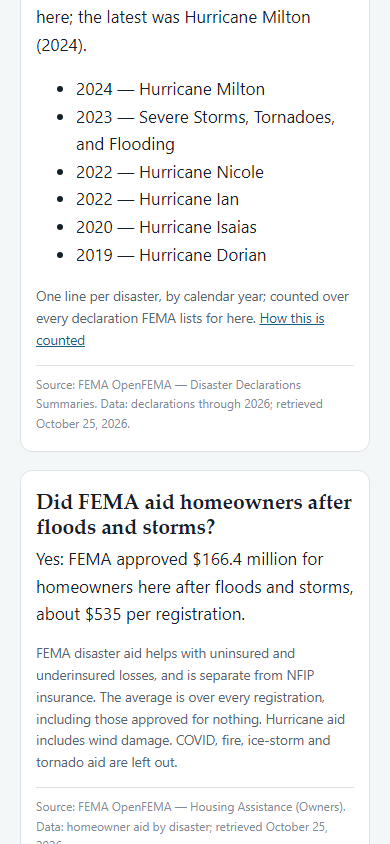 here; the latest was Hurricane Milton
(2024).
• 2024 — Hurricane Milton
• 2023 — Severe Storms, Tornadoes,
and Flooding
• 2022 — Hurricane Nicole
• 2022 — Hurricane Ian
• 2020 — Hurricane Isaias
• 2019 — Hurricane Dorian
One line per disaster, by calendar year; counted over
every declaration FEMA lists for here. How this is
counted
Source: FEMA OpenFEMA — Disaster Declarations
Summaries. Data: declarations through 2026; retrieved
October 25, 2026.
Did FEMA aid homeowners after
floods and storms?
Yes: FEMA approved $166.4 million for
homeowners here after floods and storms,
about $535 per registration.
FEMA disaster aid helps with uninsured and
underinsured losses, and is separate from NFIP
insurance. The average is over every registration,
including those approved for nothing. Hurricane aid
includes wind damage. COVID, fire, ice-storm and
tornado aid are left out.
Source: FEMA OpenFEMA — Housing Assistance (Owners).
Data: homeowner aid by disaster; retrieved October 25,